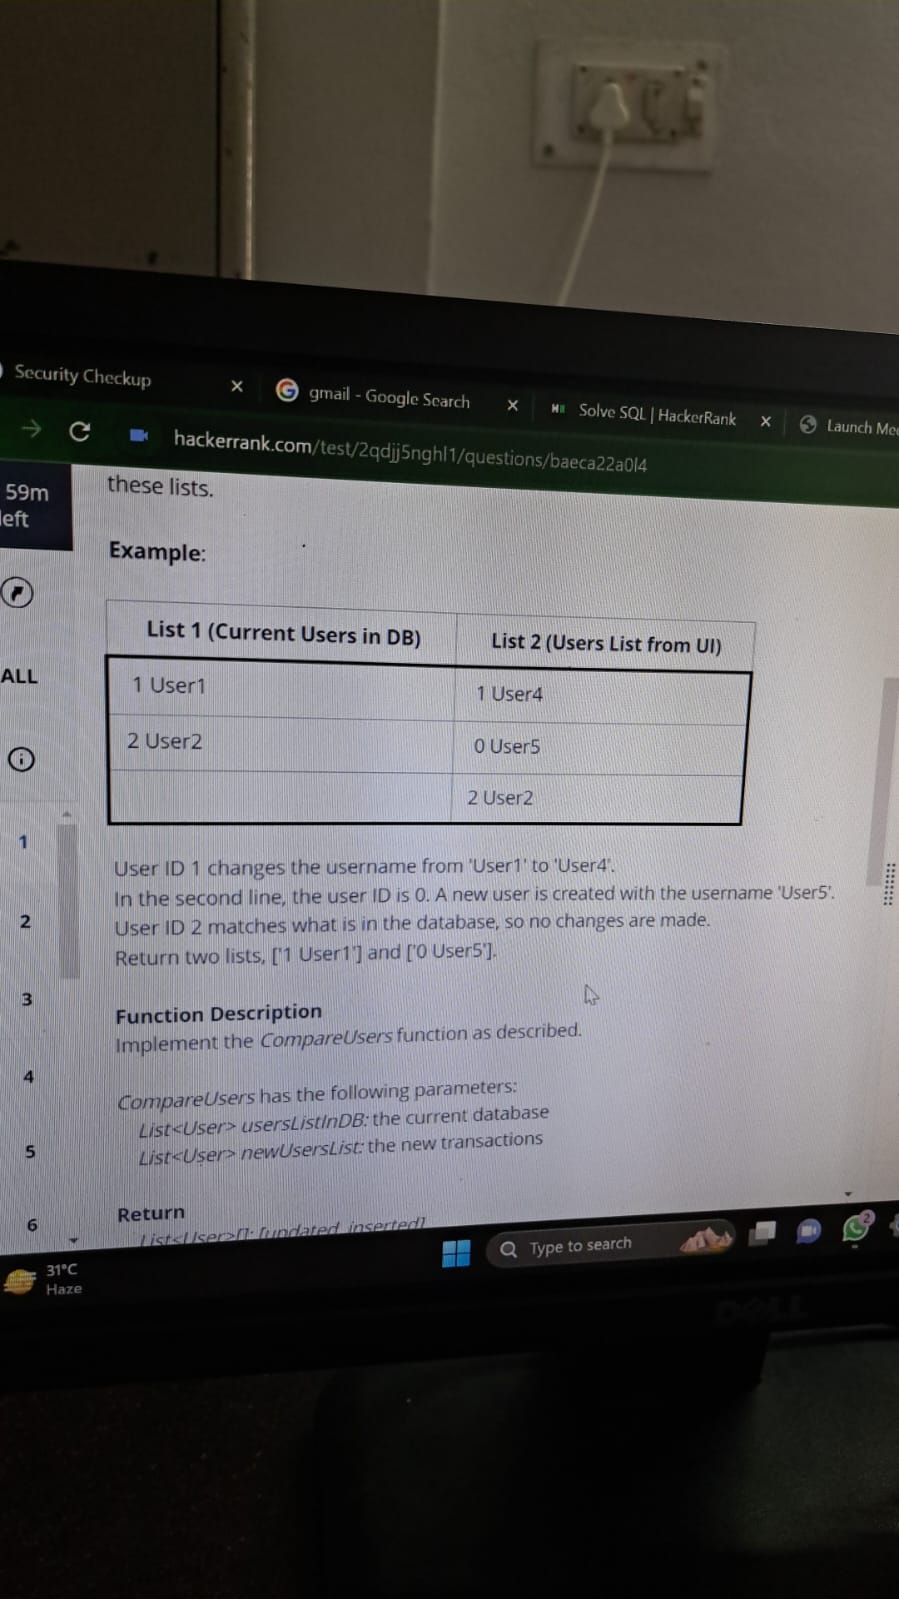 Security Checkup
gmail - Google Search
Solve SQL | HackerRank
hackerrank.com/test/2qdjj5nghl1/questions/baeca22a0l4
59m
left
ALL
1
2
3
4
5
6
these lists.
Example:
List 1 (Current Users in DB) List 2 (Users List from UI)
1 User1 1 User4
2 User2 0 User5
2 User2
User ID 1 changes the username from 'User1' to 'User4'.
In the second line, the user ID is 0. A new user is created with the username 'User5'.
User ID 2 matches what is in the database, so no changes are made.
Return two lists, ['1 User1'] and ['0 User5'].
Function Description
Implement the CompareUsers function as described.
CompareUsers has the following parameters:
List<User> usersListInDB: the current database
List<User> newUsersList: the new transactions
Return
List<User>[]: [updated, inserted]
31°C
Haze
Type to search
2
DELL